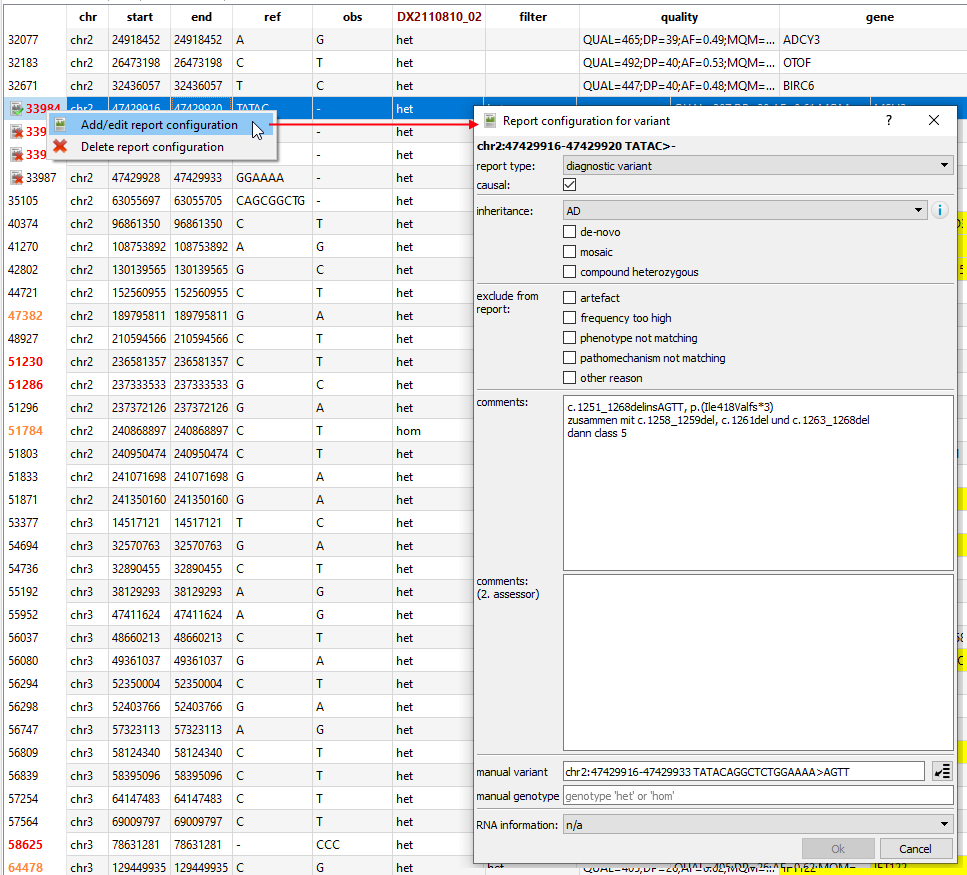 chr start end ref obs DX2110810_02 filter quality gene
32077 chr2 24918452 24918452 A G het QUAL=465;DP=39;AF=0.49;MQM=... ADCY3
32183 chr2 26473198 26473198 C T het QUAL=492;DP=40;AF=0.53;MQM=... OTOF
32671 chr2 32436057 32436057 T C het QUAL=447;DP=40;AF=0.48;MQM=... BIRC6
33984 chr2 47429916 47429920 TATAC - het
339 - het
339 - het
33987 chr2 47429928 47429933 GGAAAA - het
35105 chr2 63055697 63055705 CAGCGGCTG - het
40374 chr2 96861350 96861350 C T het
41270 chr2 108753892 108753892 A G het
42802 chr2 130139565 130139565 G C het
44721 chr2 152560955 152560955 C T het
47382 chr2 189795811 189795811 G A het
48927 chr2 210594566 210594566 C T het
51230 chr2 236581357 236581357 C T het
51286 chr2 237333533 237333533 G C het
51296 chr2 237372126 237372126 G A het
51784 chr2 240868897 240868897 C T hom
51803 chr2 240950474 240950474 C T het
51833 chr2 241071698 241071698 G A het
51871 chr2 241350160 241350160 G A het
53377 chr3 14517121 14517121 T C het
54694 chr3 32570763 32570763 G A het
54736 chr3 32890455 32890455 C T het
55192 chr3 38129293 38129293 A G het
55952 chr3 47411624 47411624 A G het
56037 chr3 48660213 48660213 C T het
56080 chr3 49361037 49361037 G A het
56294 chr3 52350004 52350004 C T het
56298 chr3 52403766 52403766 G A het
56747 chr3 57323113 57323113 A G het
56809 chr3 58124340 58124340 C T het
56839 chr3 58395096 58395096 C T het
57254 chr3 64147483 64147483 C T het
57564 chr3 69009797 69009797 C T het
58625 chr3 78631281 78631281 - CCC het
64478 chr3 129449935 129449935 C G het
Add/edit report configuration
Delete report configuration
Report configuration for variant ?
chr2:47429916-47429920 TATAC>-
report type: diagnostic variant
causal:
inheritance: AD
de-novo
mosaic
compound heterozygous
exclude from artefact
report: frequency too high
phenotype not matching
pathomechanism not matching
other reason
comments: c.1251_1268delinsAGTT, p.(Ile418Valfs*3)
zusammen mit c.1258_1259del, c.1261del und c.1263_1268del
dann class 5
comments:
(2. assessor)
manual variant chr2:47429916-47429933 TATACAGGCTCTGGAAAA>AGTT
manual genotype genotype 'het' or 'hom'
RNA information: n/a
Ok Cancel